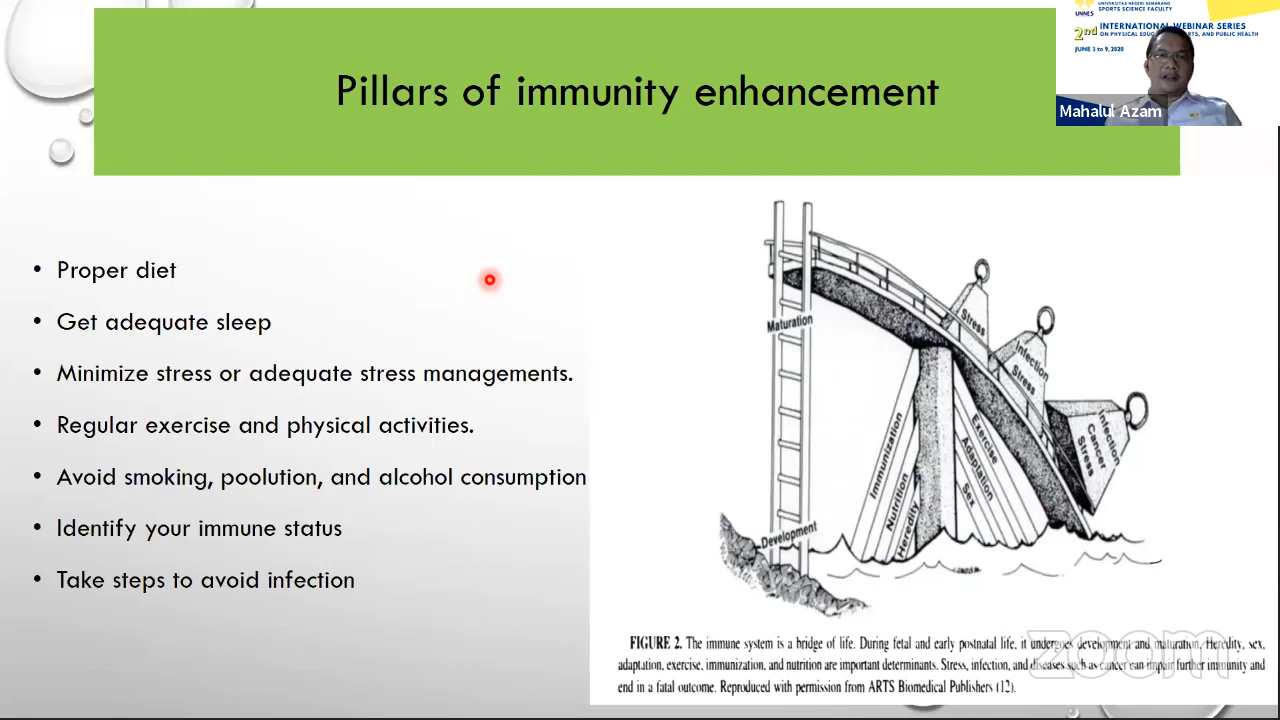 Pillars of immunity enhancement
UNIVERSITAS NEGERI SEMARANG
SPORTS SCIENCE FACULTY
UNNES
2nd INTERNATIONAL WEBINAR SERIES
JUNE 3 to 9, 2020
Mahalul Azam
• Proper diet
• Get adequate sleep
• Minimize stress or adequate stress managements.
• Regular exercise and physical activities.
• Avoid smoking, poolution, and alcohol consumption
• Identify your immune status
• Take steps to avoid infection
Maturation
Development
Immunization
Nutrition
Heredity
Exercise
Adaptation
Sex
Stress
Infection
Stress
Infection
Cancer
Stress
FIGURE 2. The immune system is a bridge of life. During fetal and early postnatal life, it undergoes development and maturation. Heredity, sex,
adaptation, exercise, immunization, and nutrition are important determinants. Stress, infection, and diseases such as cancer can impair further immunity and
end in a fatal outcome. Reproduced with permission from ARTS Biomedical Publishers (12).
zoom